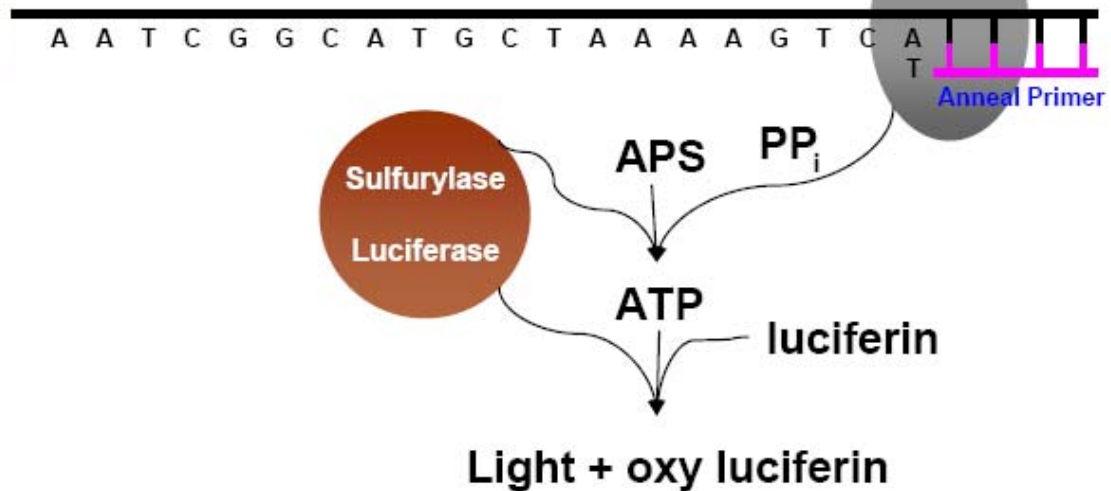 A A T C G G C A T G C T A A A A G T C A
T
Anneal Primer
Sulfurylase
Luciferase
APS
PPi
ATP
luciferin
Light + oxy luciferin